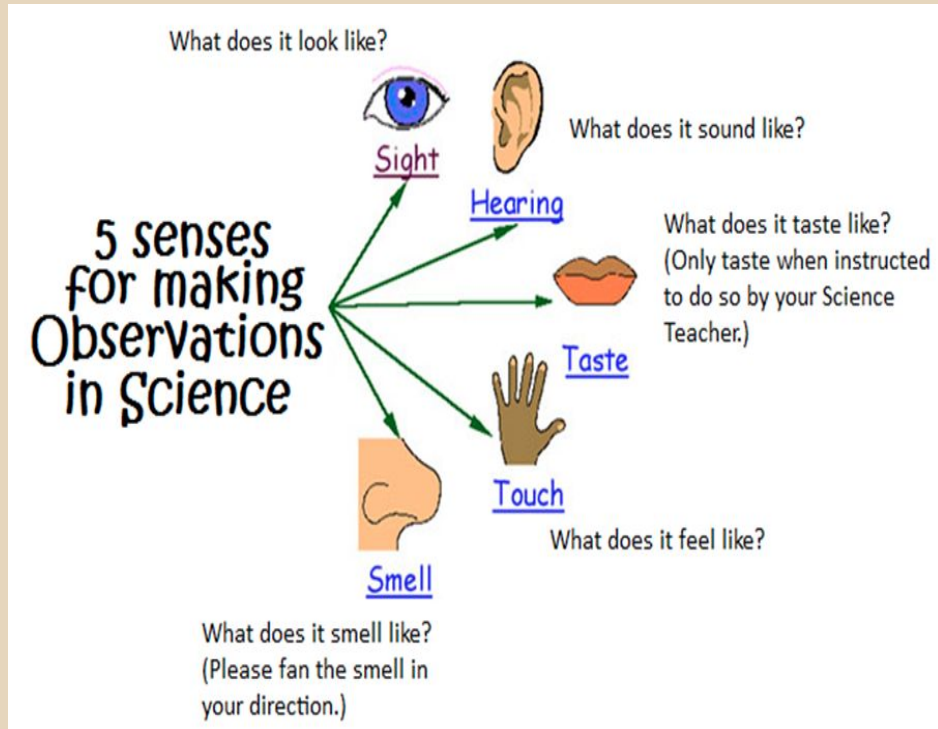 What does it look like?
Sight
What does it sound like?
Hearing
5 senses
for making
Observations
in Science
What does it taste like?
(Only taste when instructed
to do so by your Science
Teacher.)
Taste
Touch
What does it feel like?
Smell
What does it smell like?
(Please fan the smell in
your direction.)